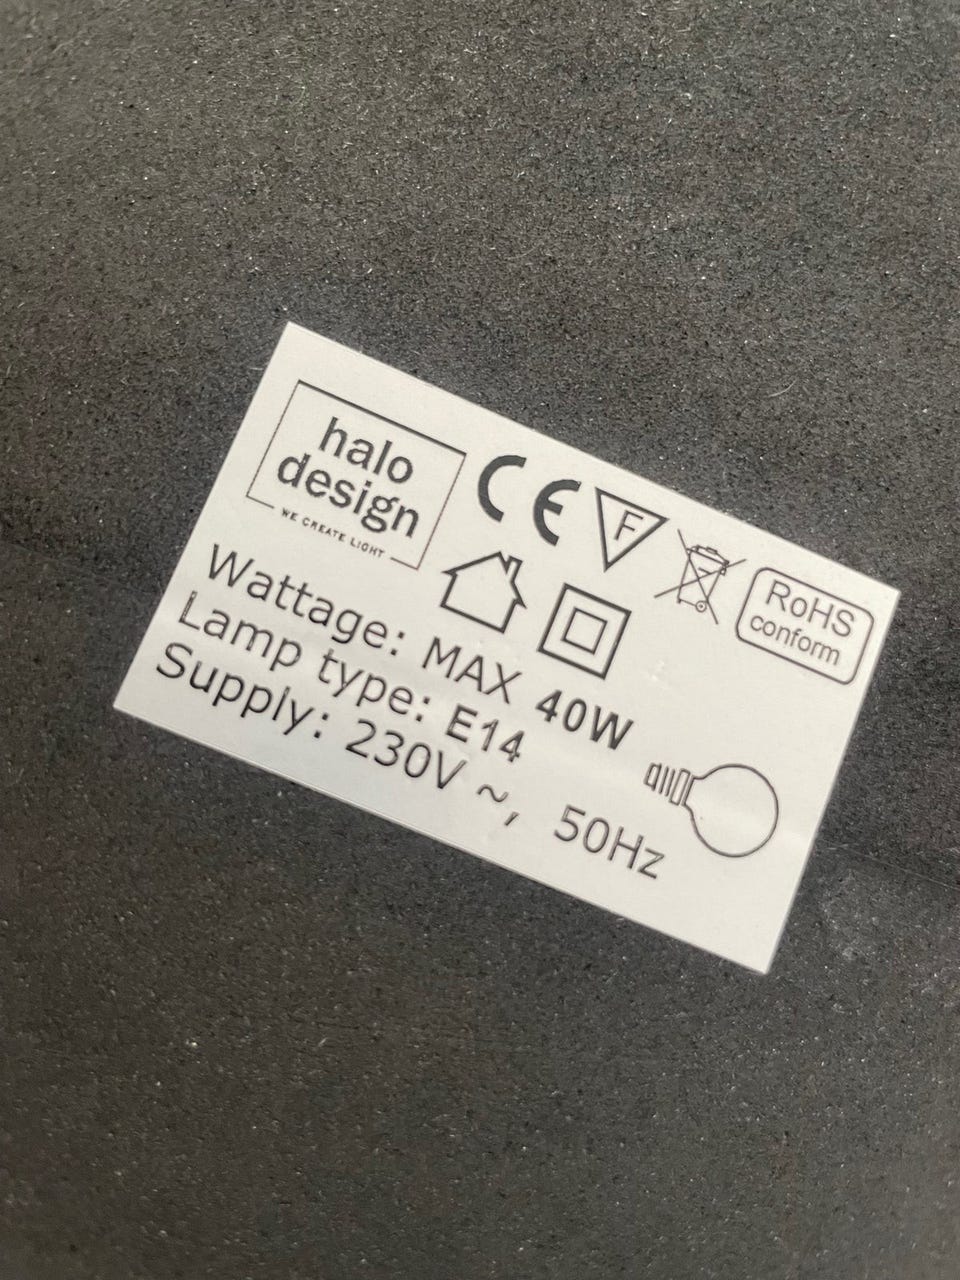 halo
design
WE CREATE LIGHT
CE
F
RoHS
conform
Wattage: MAX 40W
Lamp type: E14
Supply: 230V ~, 50Hz